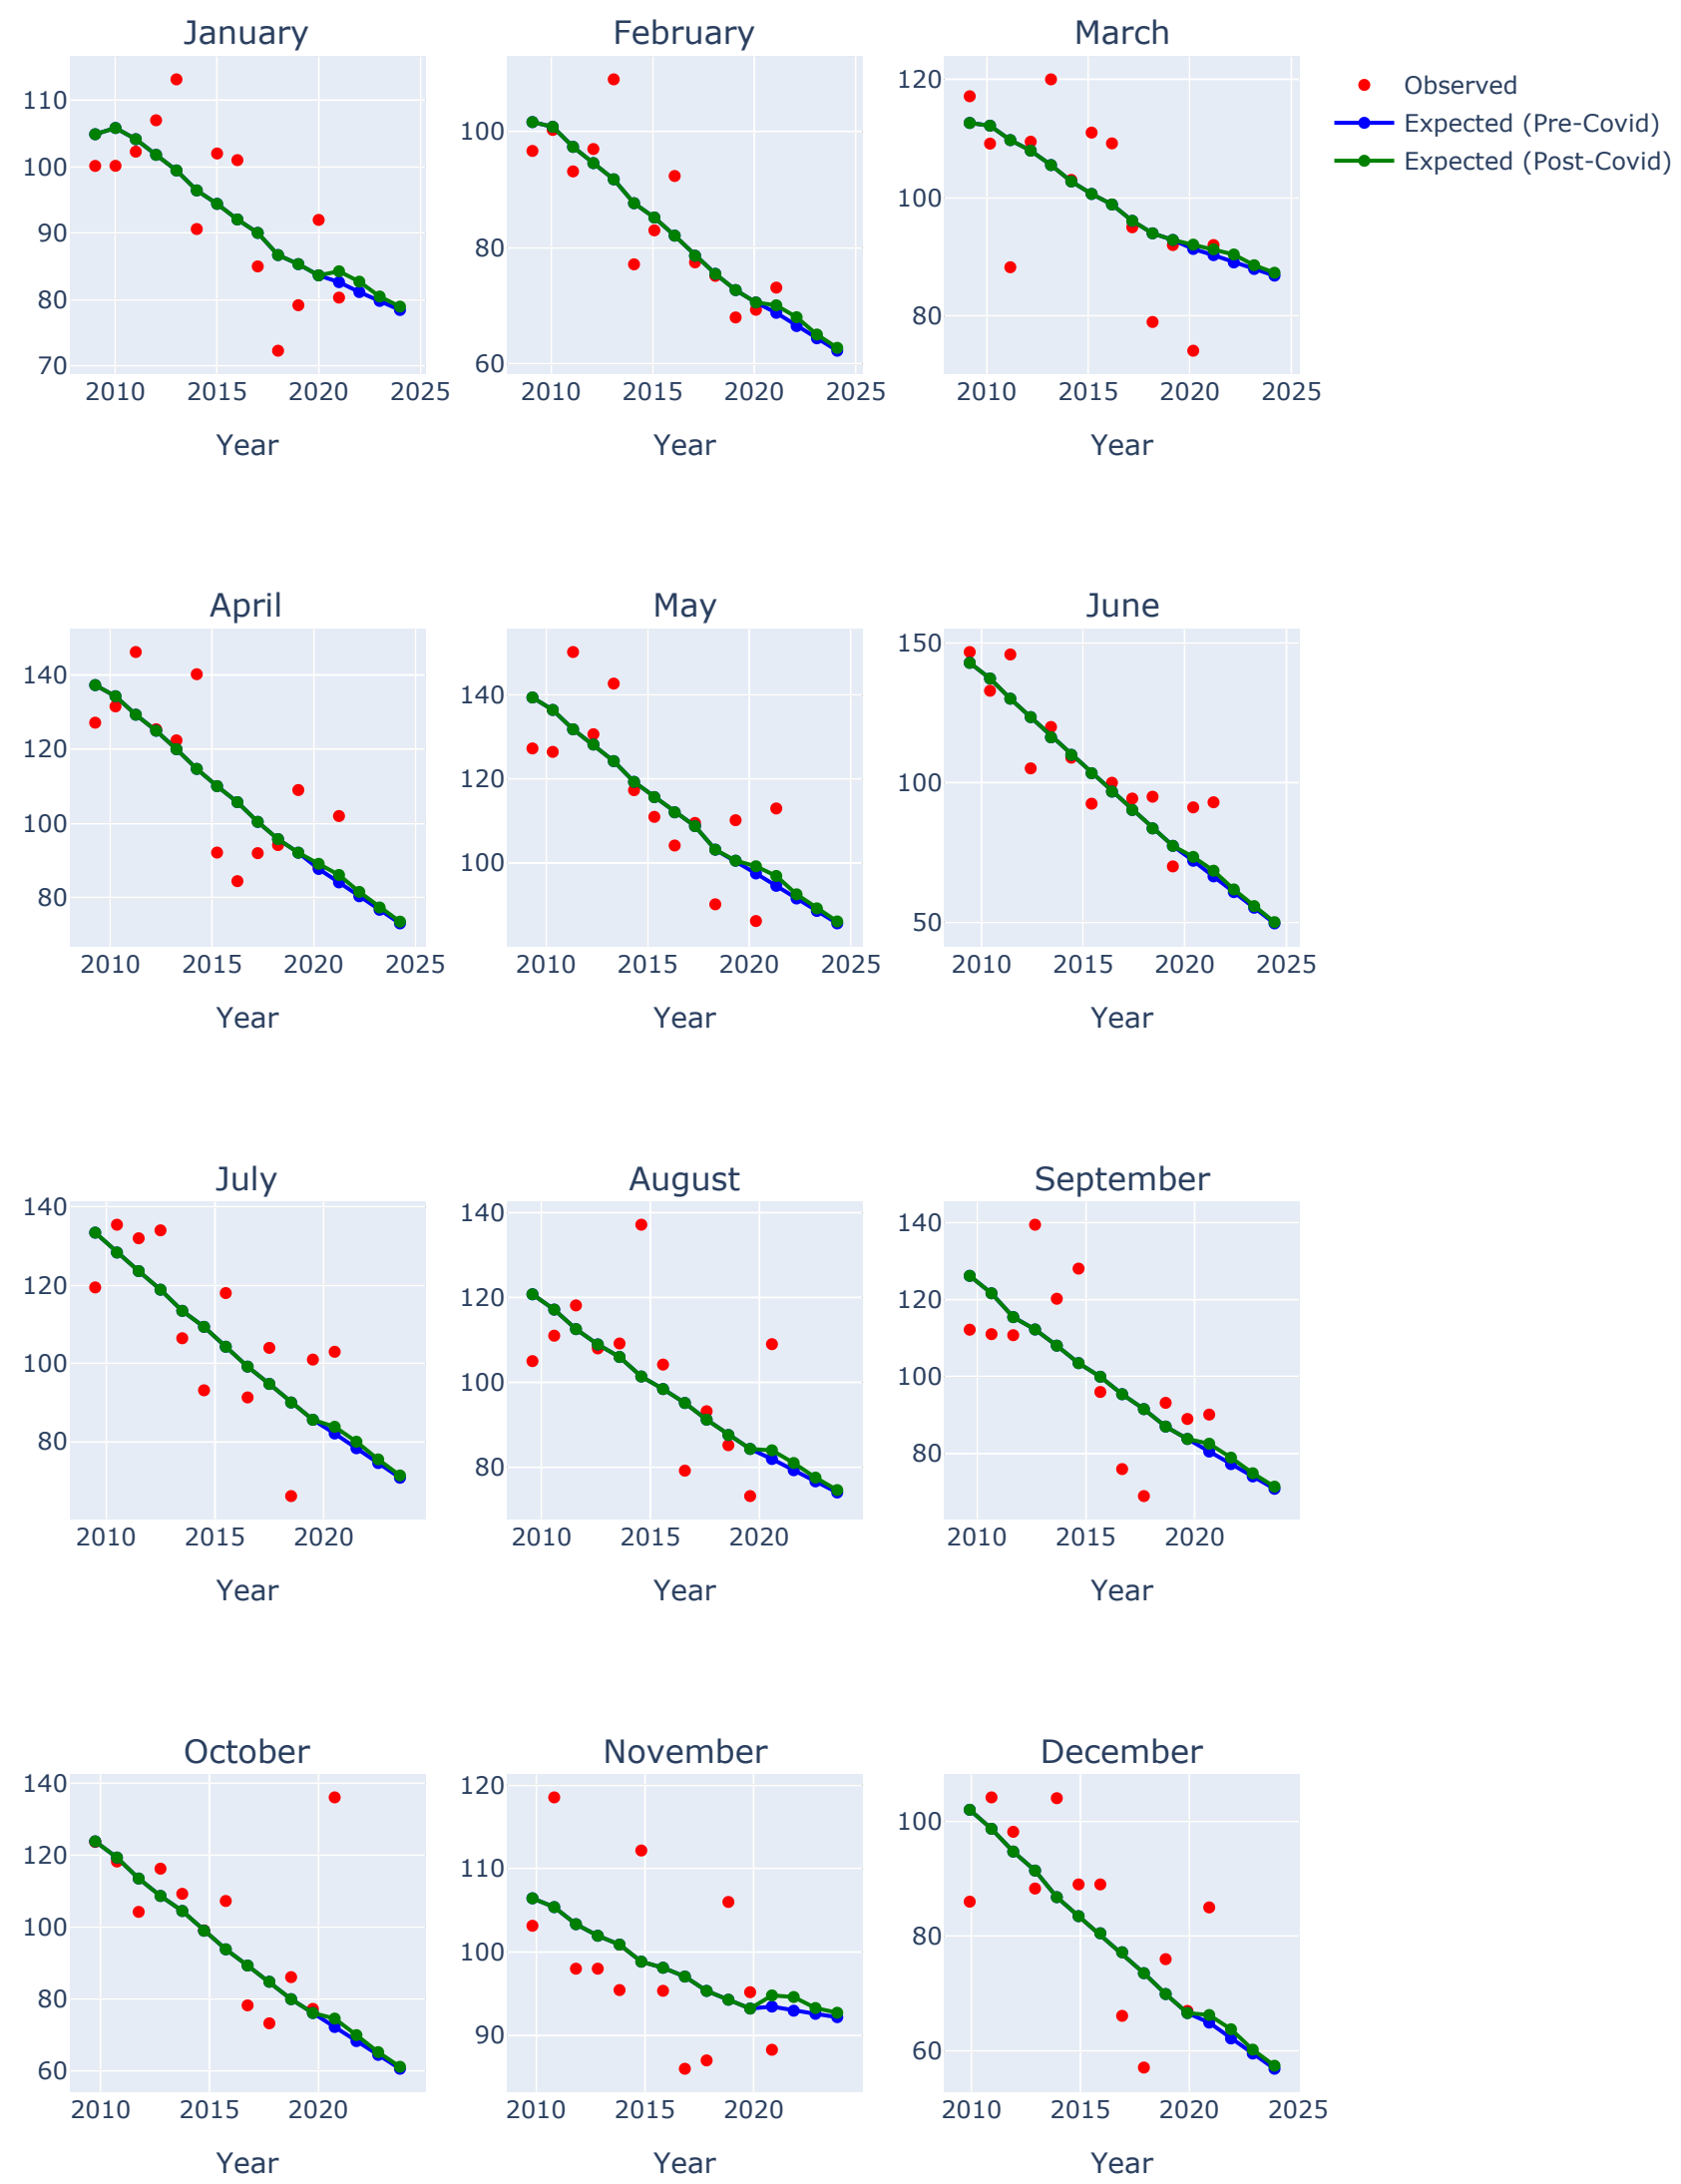 January
February
March
Observed
Expected (Pre-Covid)
Expected (Post-Covid)
110
100
90
80
70
2010 2015 2020 2025
Year
100
80
60
2010 2015 2020 2025
Year
120
100
80
2010 2015 2020 2025
Year
April
May
June
140
120
100
80
2010 2015 2020 2025
Year
140
120
100
2010 2015 2020 2025
Year
150
100
50
2010 2015 2020 2025
Year
July
August
September
140
120
100
80
2010 2015 2020
Year
140
120
100
80
2010 2015 2020
Year
140
120
100
80
2010 2015 2020
Year
October
November
December
140
120
100
80
60
2010 2015 2020
Year
120
110
100
90
2010 2015 2020
Year
100
80
60
2010 2015 2020 2025
Year